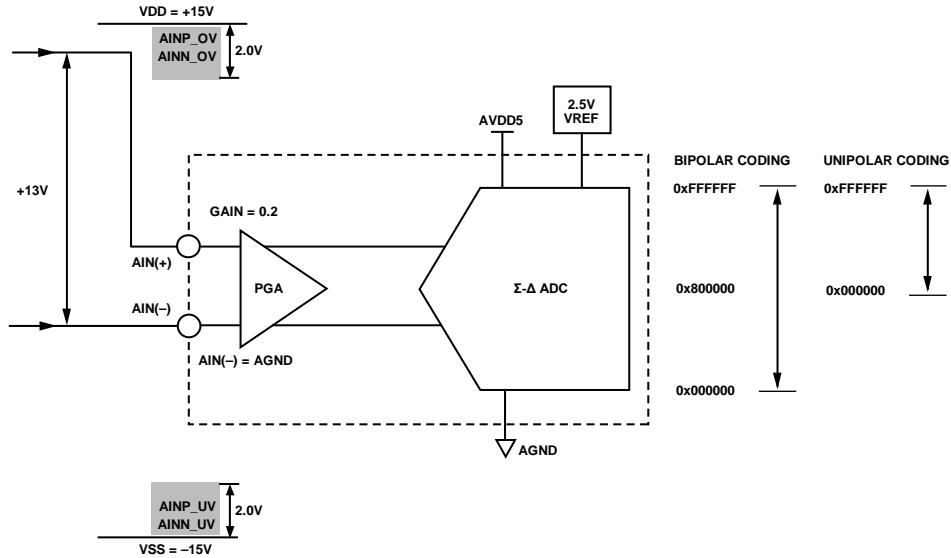 VDD = +15V
AINP_OV
AINN_OV
2.0V
2.5V
VREF
AVDD5
BIPOLAR CODING
UNIPOLAR CODING
0xFFFFFF
0xFFFFFF
+13V
GAIN = 0.2
AIN(+)
PGA
Σ-Δ ADC
0x800000
0x000000
AIN(–)
AIN(–) = AGND
0x000000
AGND
AINP_UV
AINN_UV
2.0V
VSS = –15V